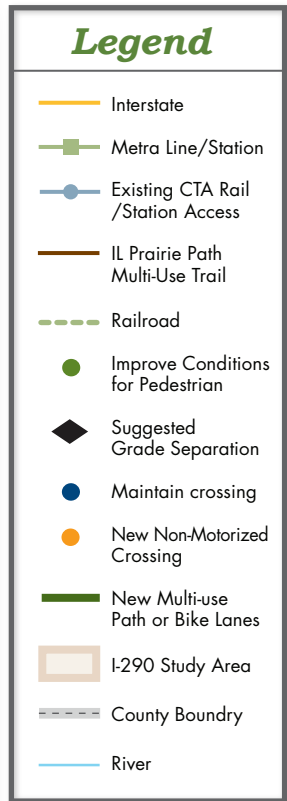 Legend
Interstate
Metra Line/Station
Existing CTA Rail
/Station Access
IL Prairie Path
Multi-Use Trail
Railroad
Improve Conditions
for Pedestrian
Suggested
Grade Separation
Maintain crossing
New Non-Motorized
Crossing
New Multi-use
Path or Bike Lanes
I-290 Study Area
County Boundry
River